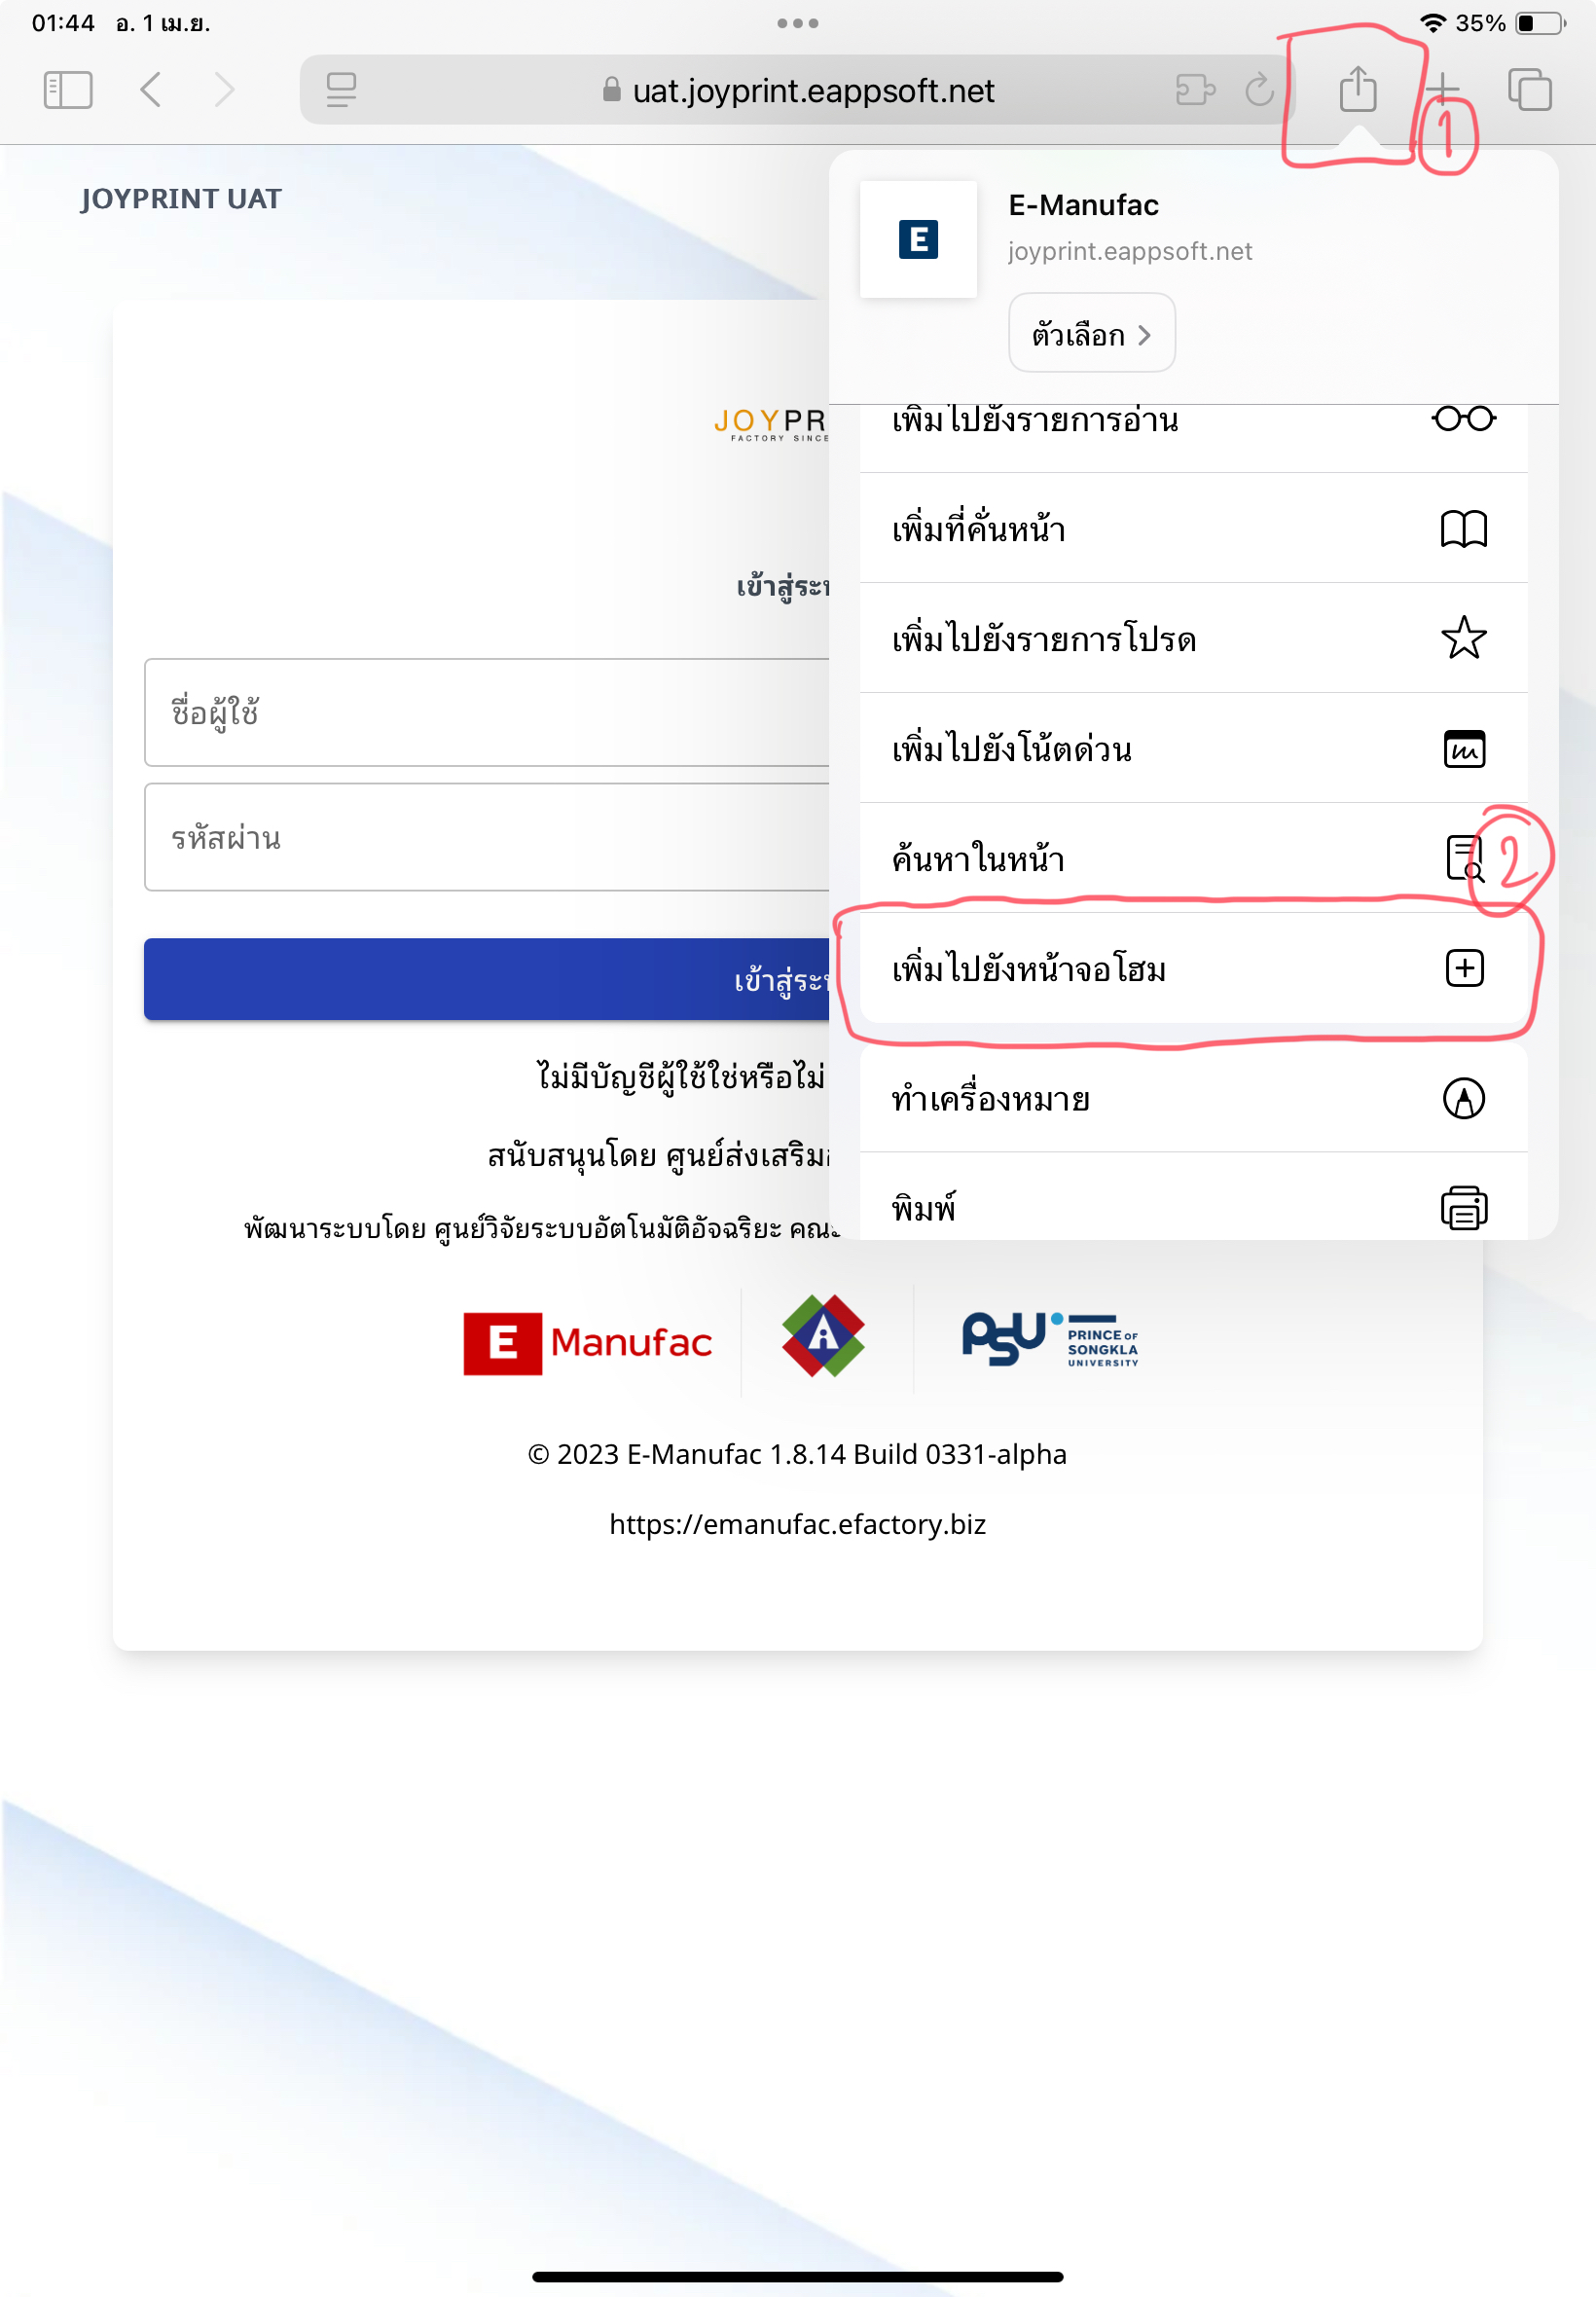 01:44 อ. 1 เม.ย.
35%
uat.joyprint.eappsoft.net
1
JOYPRINT UAT
E
E-Manufac
joyprint.eappsoft.net
ตัวเลือก
เพิ่มไปยังรายการอ่าน
เพิ่มที่คั่นหน้า
เพิ่มไปยังรายการโปรด
เพิ่มไปยังโน้ตด่วน
ค้นหาในหน้า
2
เพิ่มไปยังหน้าจอโฮม
ทำเครื่องหมาย
พิมพ์
JOYPR
FACTORY SINCE
เข้าสู่ระ
ชื่อผู้ใช้
รหัสผ่าน
เข้าสู่ระ
ไม่มีบัญชีผู้ใช้ใช่หรือไม่
สนับสนุนโดย ศูนย์ส่งเสริม
พัฒนาระบบโดย ศูนย์วิจัยระบบอัตโนมัติอัจฉริยะ คณะ
E Manufac
Ai
PSU PRINCE OF SONGKLA UNIVERSITY
© 2023 E-Manufac 1.8.14 Build 0331-alpha
https://emanufac.efactory.biz